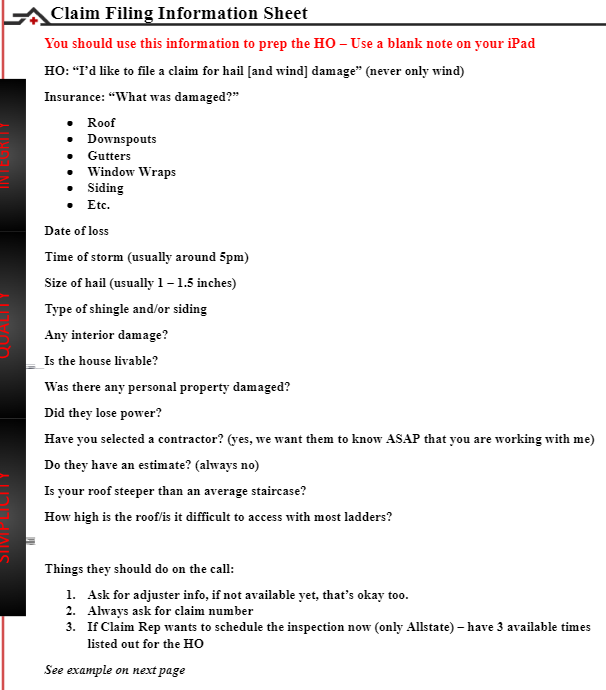 Claim Filing Information Sheet
You should use this information to prep the HO – Use a blank note on your iPad
HO: “I’d like to file a claim for hail [and wind] damage” (never only wind)
Insurance: “What was damaged?”
• Roof
• Downspouts
• Gutters
• Window Wraps
• Siding
• Etc.
Date of loss
Time of storm (usually around 5pm)
Size of hail (usually 1 – 1.5 inches)
Type of shingle and/or siding
Any interior damage?
Is the house livable?
Was there any personal property damaged?
Did they lose power?
Have you selected a contractor? (yes, we want them to know ASAP that you are working with me)
Do they have an estimate? (always no)
Is your roof steeper than an average staircase?
How high is the roof/is it difficult to access with most ladders?
Things they should do on the call:
1. Ask for adjuster info, if not available yet, that’s okay too.
2. Always ask for claim number
3. If Claim Rep wants to schedule the inspection now (only Allstate) – have 3 available times
listed out for the HO
See example on next page
INTEGRITY
QUALITY
SIMPLICITY